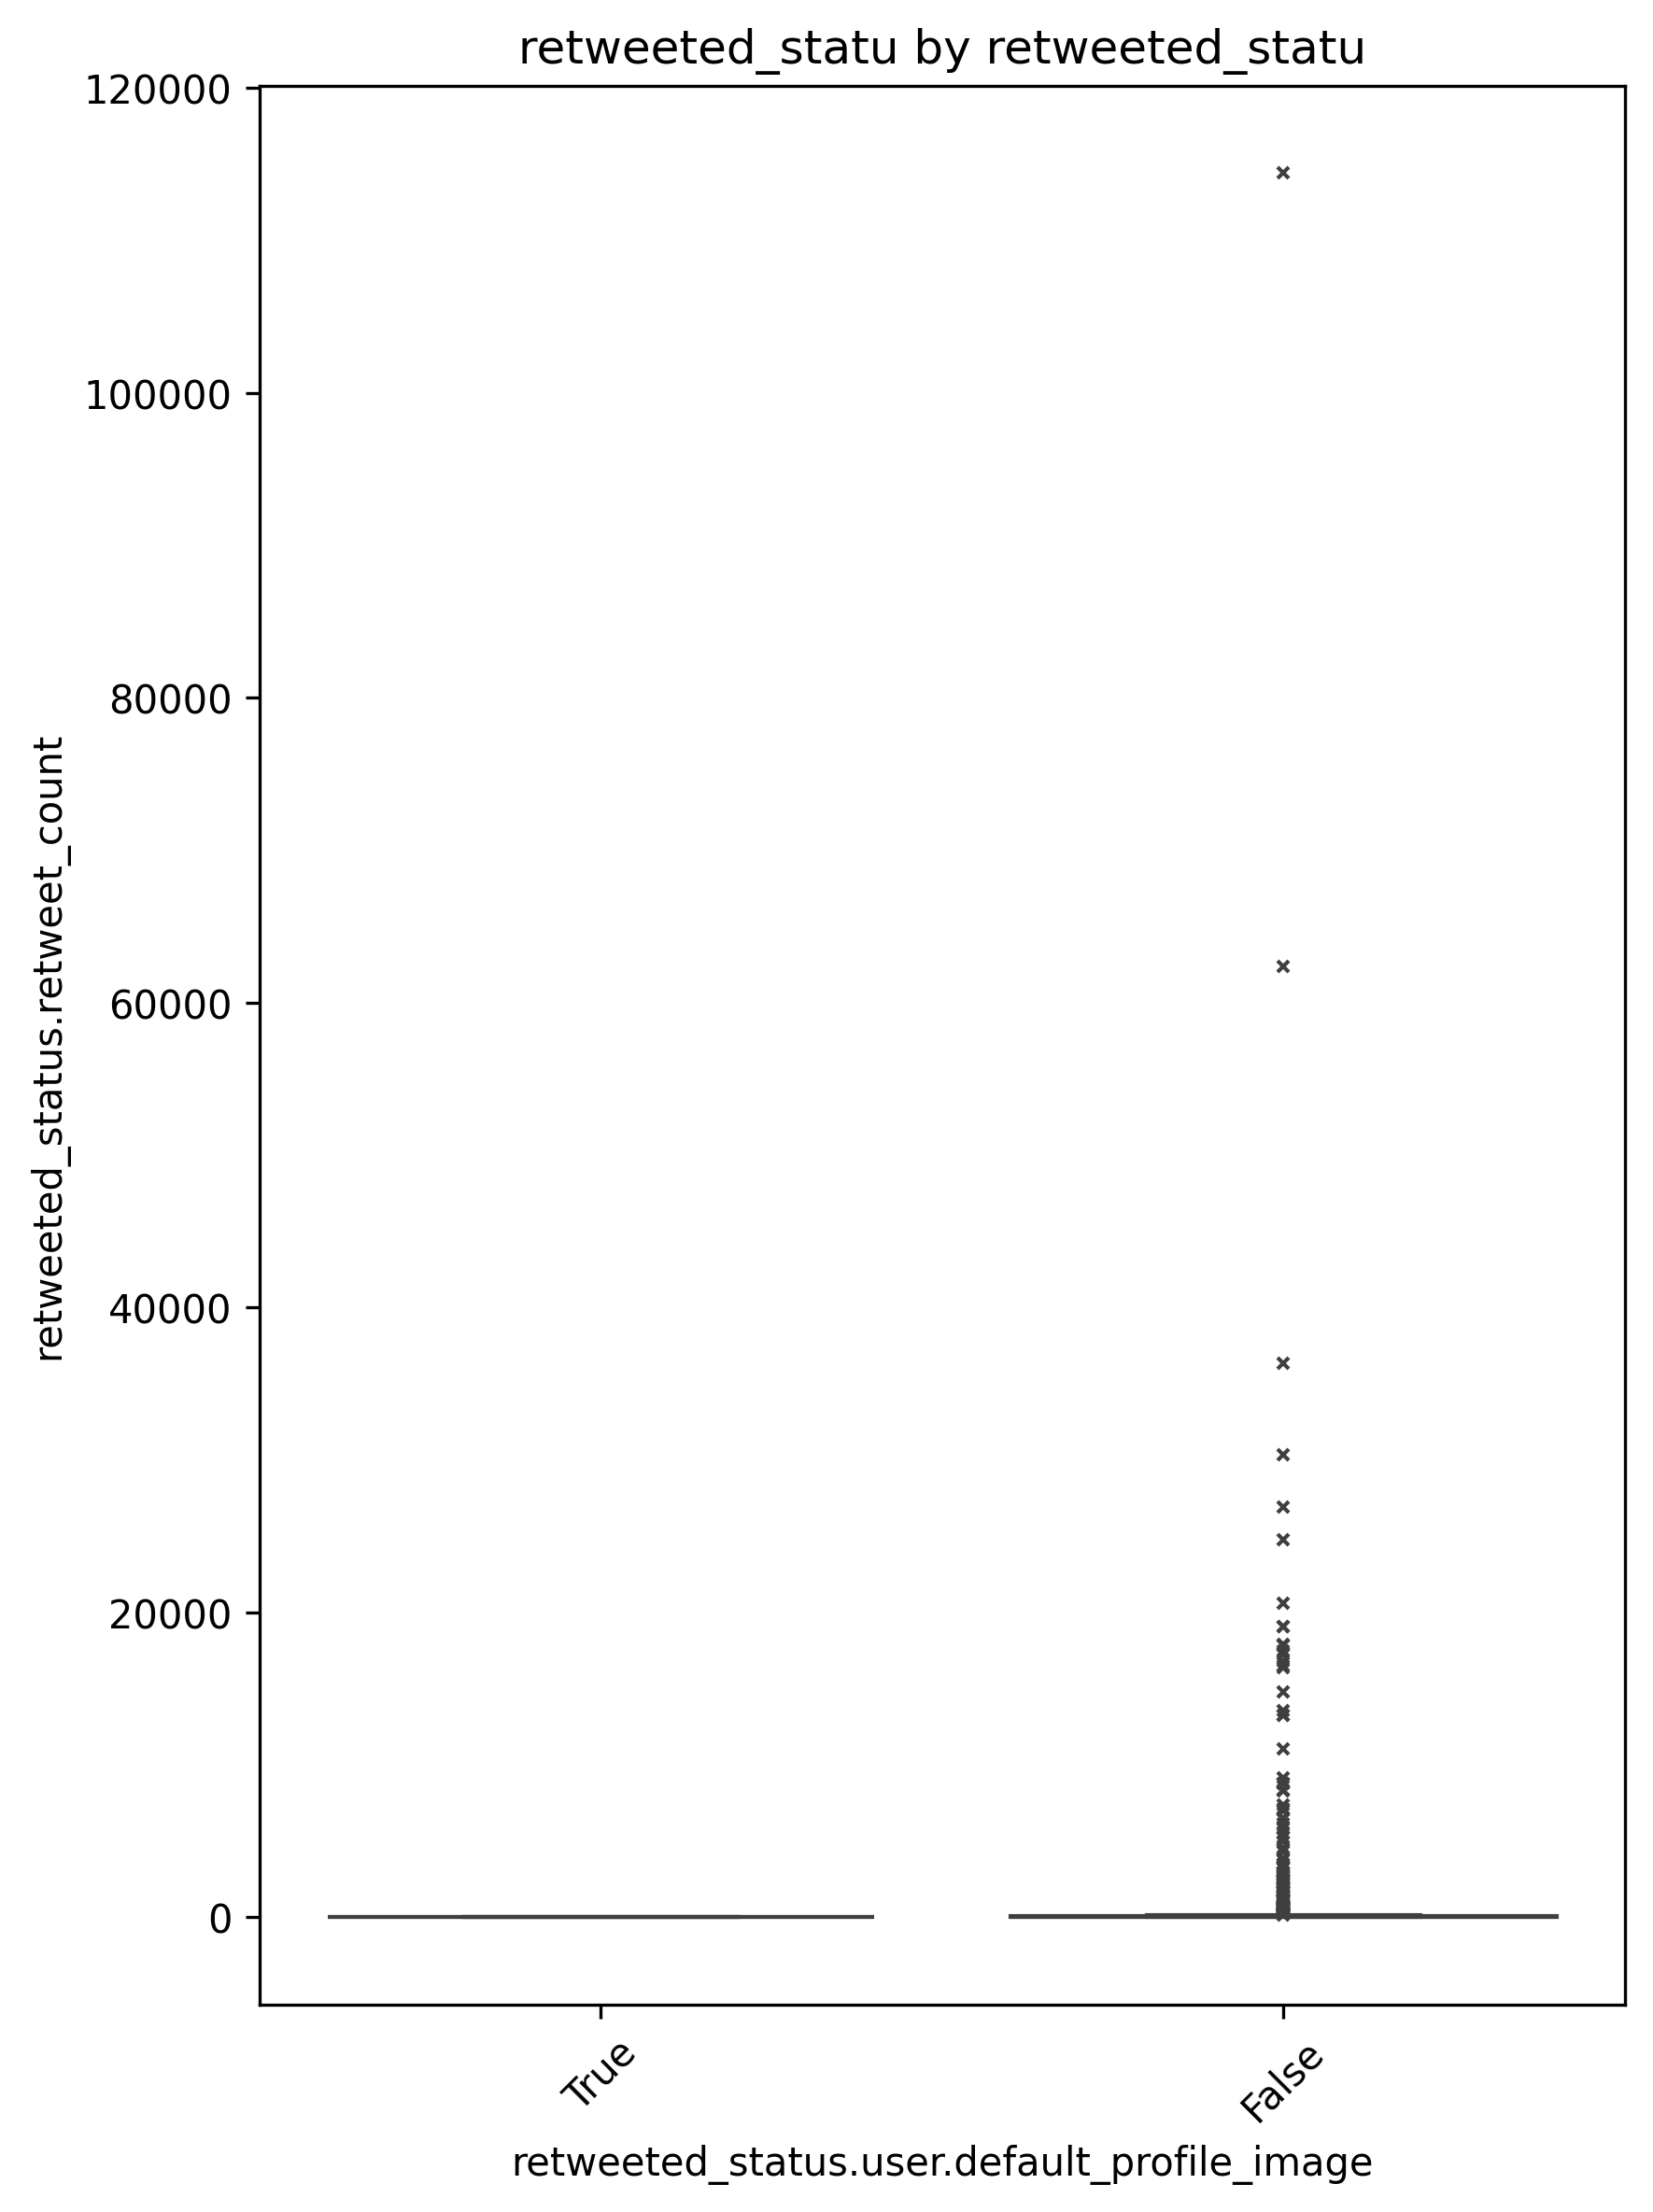 retweeted_statu by retweeted_statu
120000
100000
80000
60000
40000
20000
0
retweeted_status.retweet_count
True
False
retweeted_status.user.default_profile_image